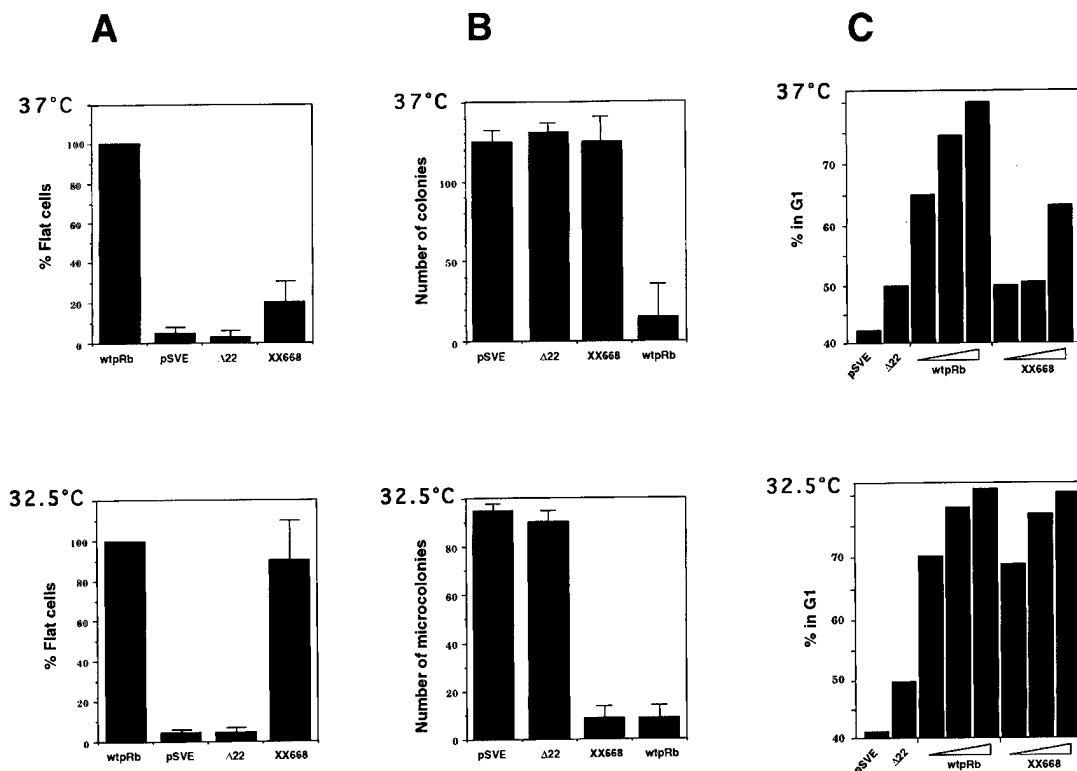 A
B
C
37°C
% Flat cells
100
80
60
40
20
0
wtpRb
pSVE
Δ22
XX668
37°C
Number of colonies
100
50
0
pSVE
Δ22
XX668
wtpRb
37°C
% in G1
70
60
50
40
pSVE
Δ22
wtpRb
XX668
32.5°C
% Flat cells
100
80
60
40
20
0
wtpRb
pSVE
Δ22
XX668
32.5°C
Number of microcolonies
80
60
40
20
0
pSVE
Δ22
XX668
wtpRb
32.5°C
% in G1
70
60
50
40
pSVE
Δ22
wtpRb
XX668